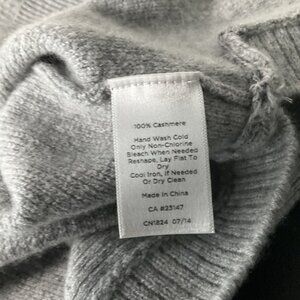 100% Cashmere
Hand Wash Cold
Only Non-Chlorine
Bleach When Needed
Reshape, Lay Flat To
Dry
Cool Iron, If Needed
Or Dry Clean
Made In China
CA #23147
CN1824 07/14